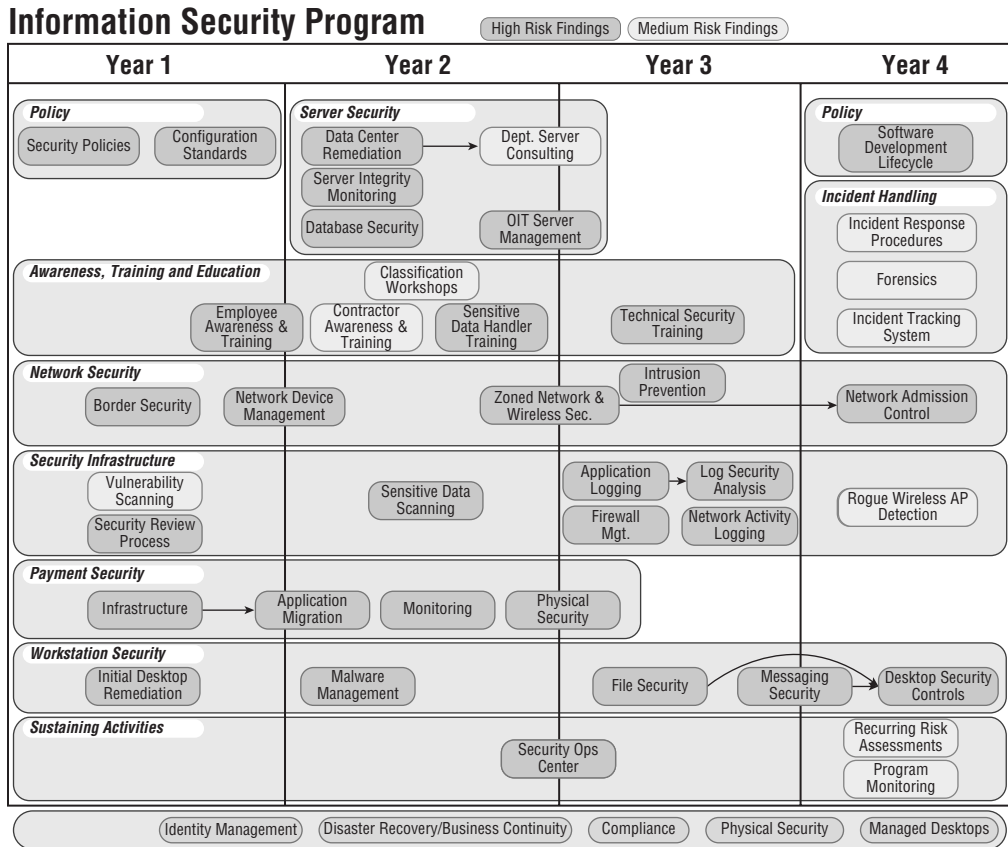 Information Security Program
High Risk Findings
Medium Risk Findings
Year 1
Year 2
Year 3
Year 4
Policy
Security Policies
Configuration
Standards
Server Security
Data Center
Remediation
Dept. Server
Consulting
Server Integrity
Monitoring
Database Security
OIT Server
Management
Policy
Software
Development
Lifecycle
Incident Handling
Incident Response
Procedures
Forensics
Incident Tracking
System
Awareness, Training and Education
Classification
Workshops
Employee
Awareness &
Training
Contractor
Awareness &
Training
Sensitive
Data Handler
Training
Technical Security
Training
Network Security
Border Security
Network Device
Management
Zoned Network &
Wireless Sec.
Intrusion
Prevention
Network Admission
Control
Security Infrastructure
Vulnerability
Scanning
Security Review
Process
Sensitive Data
Scanning
Application
Logging
Log Security
Analysis
Firewall
Mgt.
Network Activity
Logging
Rogue Wireless AP
Detection
Payment Security
Infrastructure
Application
Migration
Monitoring
Physical
Security
Workstation Security
Initial Desktop
Remediation
Malware
Management
File Security
Messaging
Security
Desktop Security
Controls
Sustaining Activities
Security Ops
Center
Recurring Risk
Assessments
Program
Monitoring
Identity Management
Disaster Recovery/Business Continuity
Compliance
Physical Security
Managed Desktops